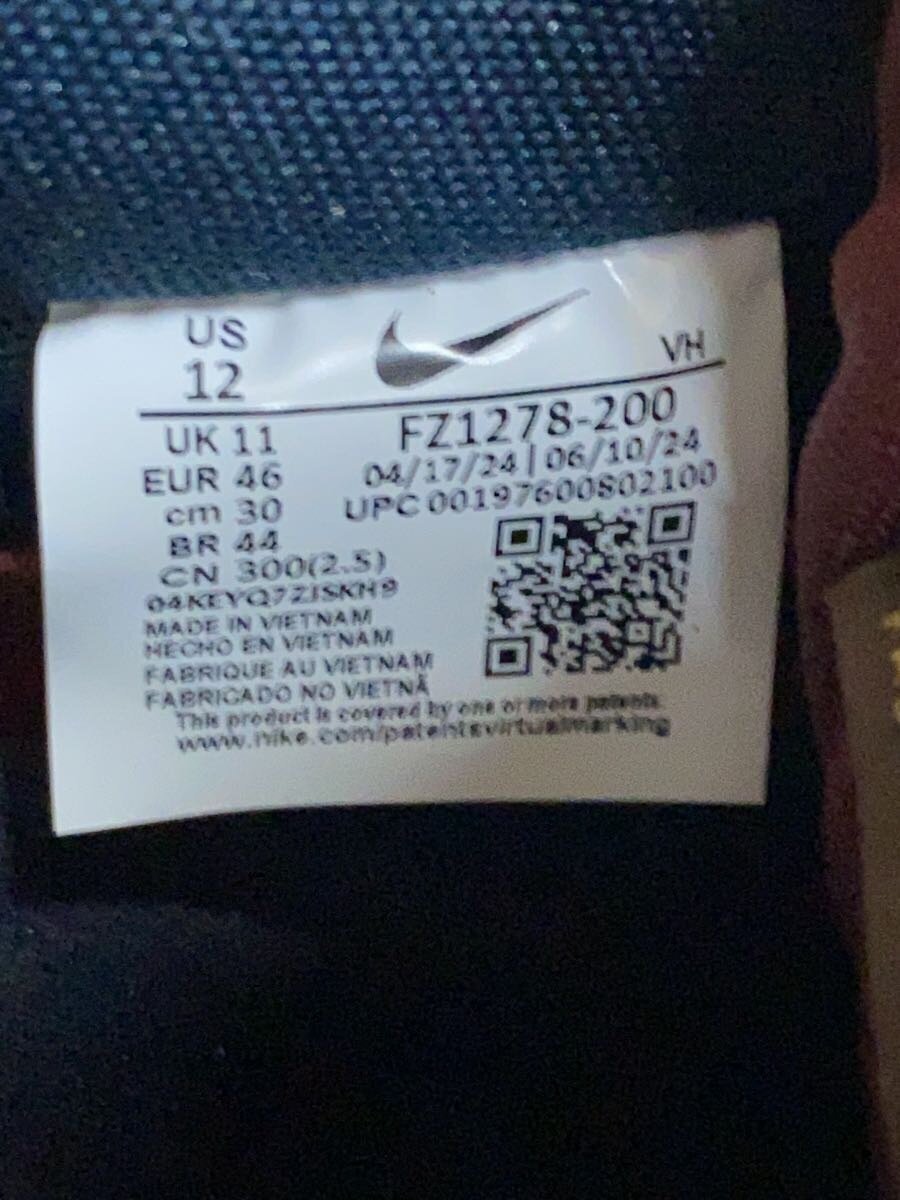 US
12
VH
UK 11
EUR 46
cm 30
BR 44
CN 300(2.5)
FZ1278-200
04/17/24 | 06/10/24
UPC 00197600802100
04KEYQ7ZISKH9
MADE IN VIETNAM
HECHO EN VIETNAM
FABRIQUE AU VIETNAM
FABRICADO NO VIETNÃ
This product is covered by one or more patents.
www.nike.com/patentsvirtualmarking